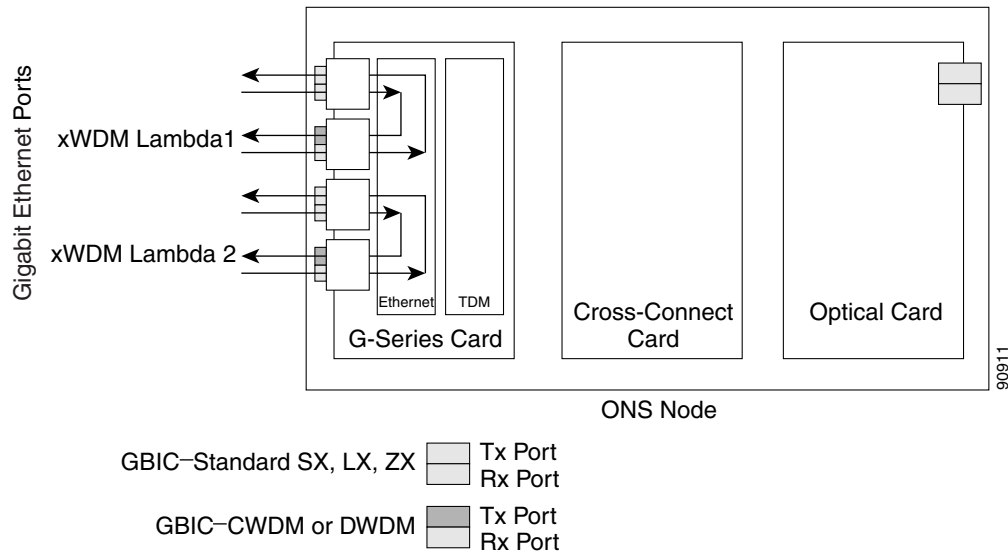 Gigabit Ethernet Ports
xWDM Lambda1
xWDM Lambda 2
Ethernet
TDM
G-Series Card
Cross-Connect
Card
Optical Card
90911
ONS Node
GBIC–Standard SX, LX, ZX
Tx Port
Rx Port
GBIC–CWDM or DWDM
Tx Port
Rx Port